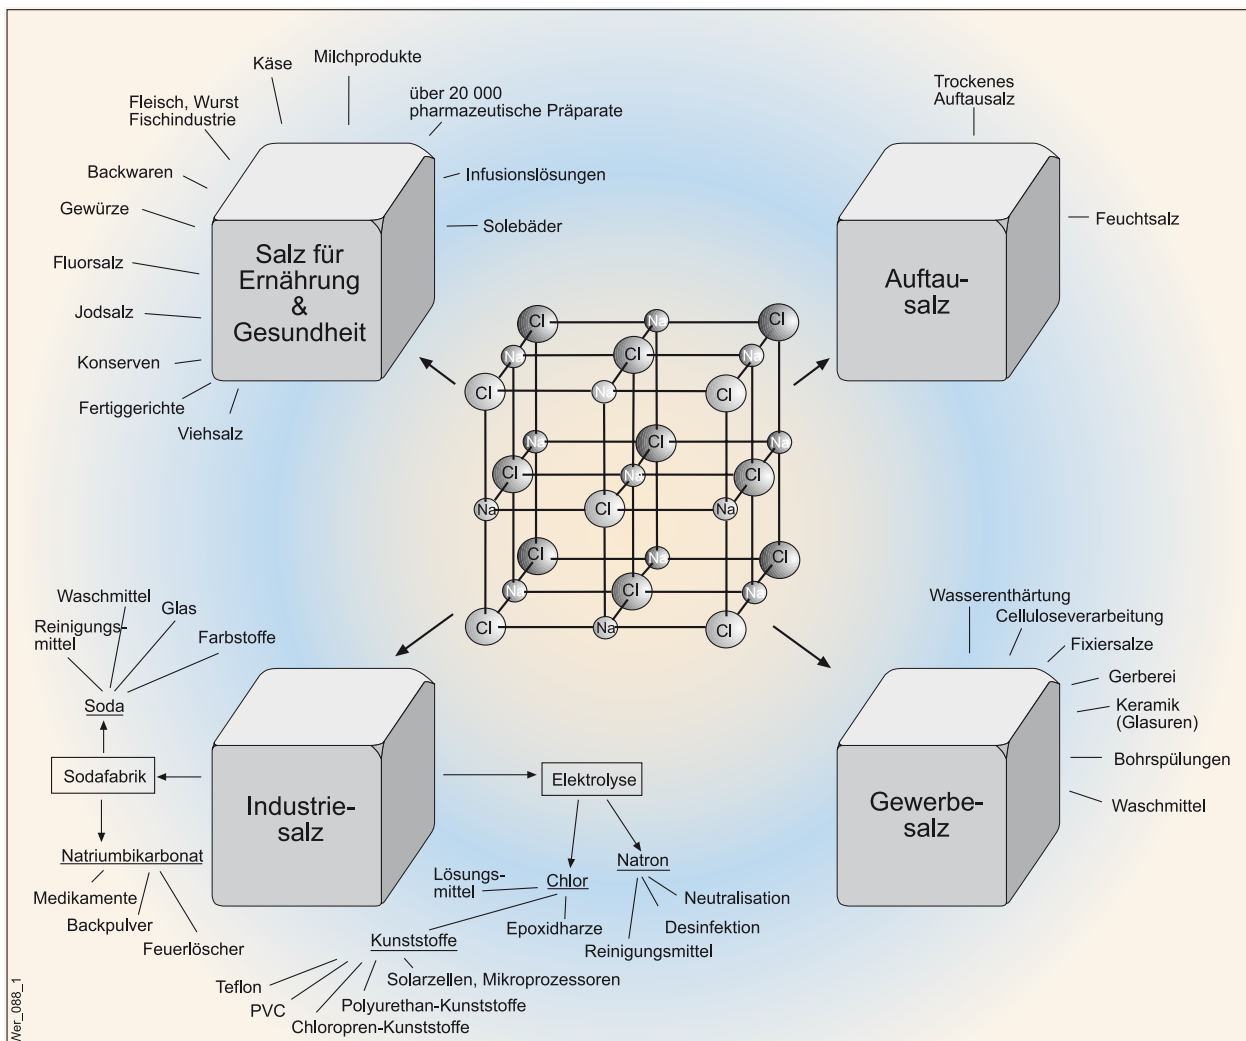 Käse
Milchprodukte
Fleisch, Wurst
Fischindustrie
über 20 000
pharmazeutische Präparate
Backwaren
Infusionslösungen
Gewürze
Solebäder
Fluorsalz
Jodsalz
Konserven
Fertiggerichte
Viehsalz
Salz für
Ernährung
&
Gesundheit
Trockenes
Auftausalz
Feuchtsalz
Auftau-
salz
Cl
Na
Cl
Na
Cl
Na
Cl
Na
Cl
Na
Cl
Na
Cl
Na
Cl
Na
Cl
Na
Cl
Na
Cl
Na
Cl
Na
Cl
Na
Cl
Na
Cl
Waschmittel
Glas
Reinigungs-
mittel
Farbstoffe
Soda
Sodafabrik
Natriumbikarbonat
Medikamente
Backpulver
Feuerlöscher
Industrie-
salz
Elektrolyse
Chlor
Lösungs-
mittel
Epoxidharze
Natron
Neutralisation
Desinfektion
Reinigungsmittel
Kunststoffe
Teflon
PVC
Chloropren-Kunststoffe
Polyurethan-Kunststoffe
Solarzellen, Mikroprozessoren
Wasserenthärtung
Celluloseverarbeitung
Fixiersalze
Gerberei
Keramik
(Glasuren)
Bohrspülungen
Waschmittel
Gewerbe-
salz
Wer_088_1